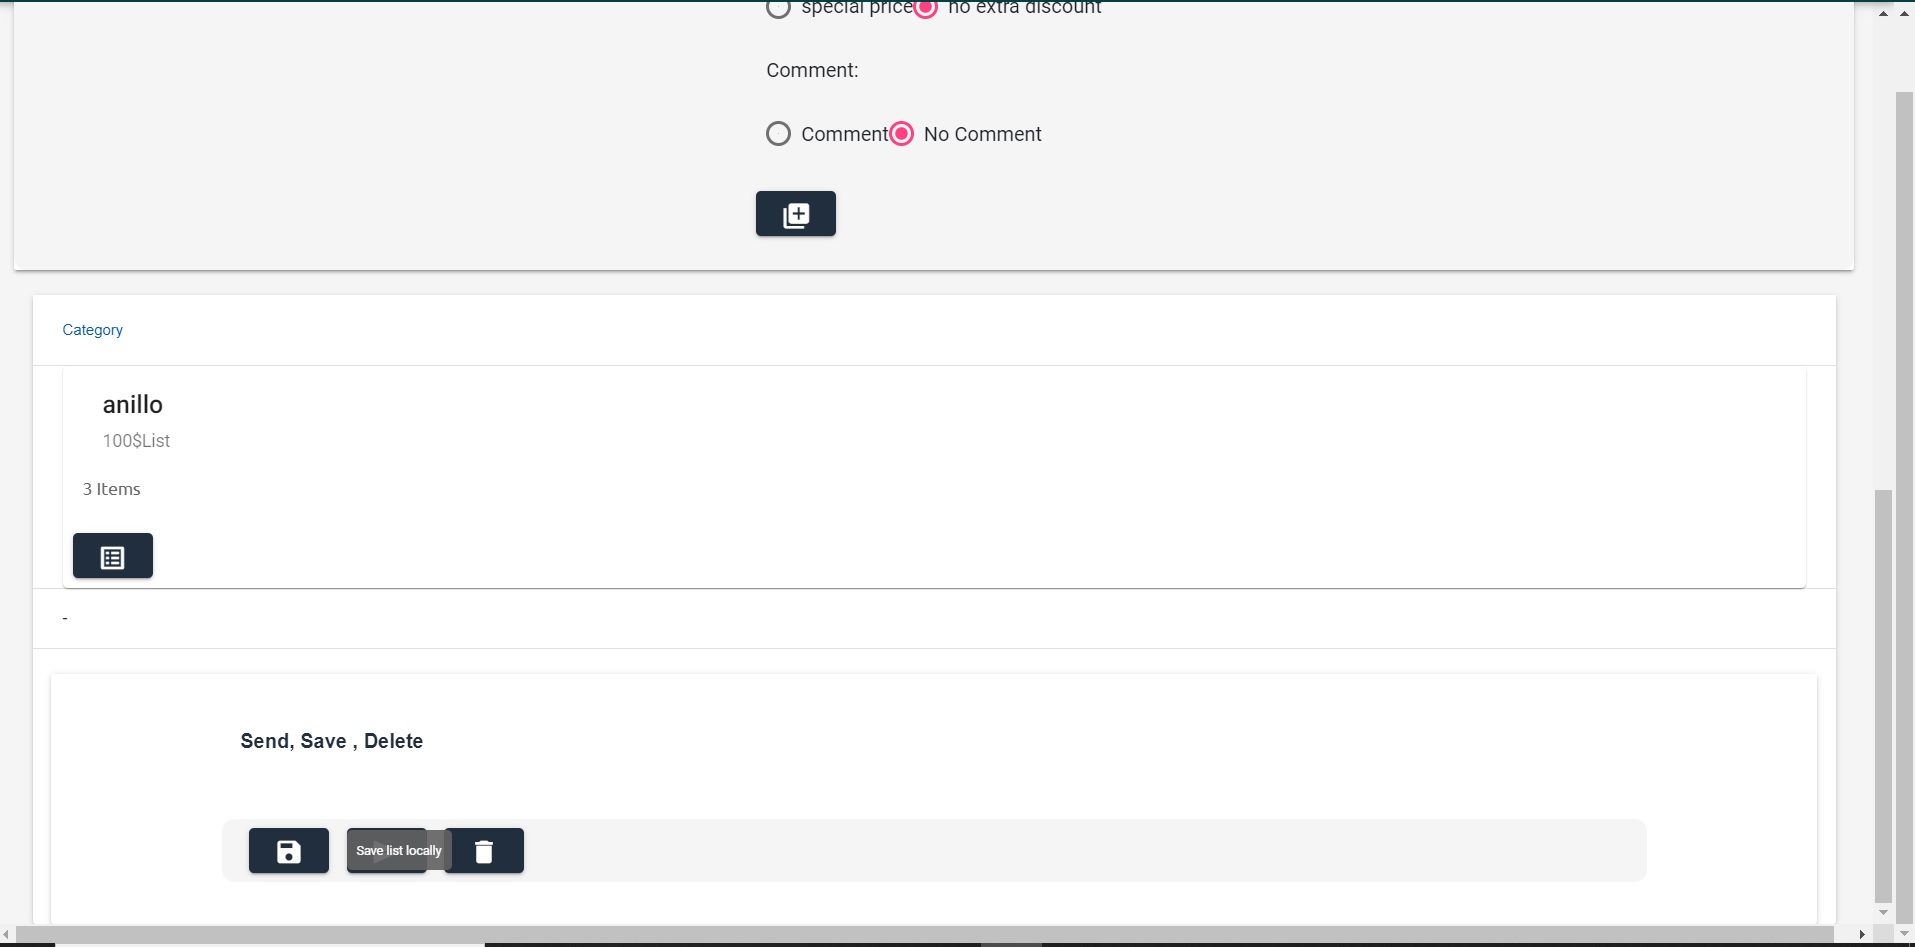 special price no extra discount
Comment:
Comment No Comment
Category
anillo
100$List
3 Items
-
Send, Save , Delete
Save list locally